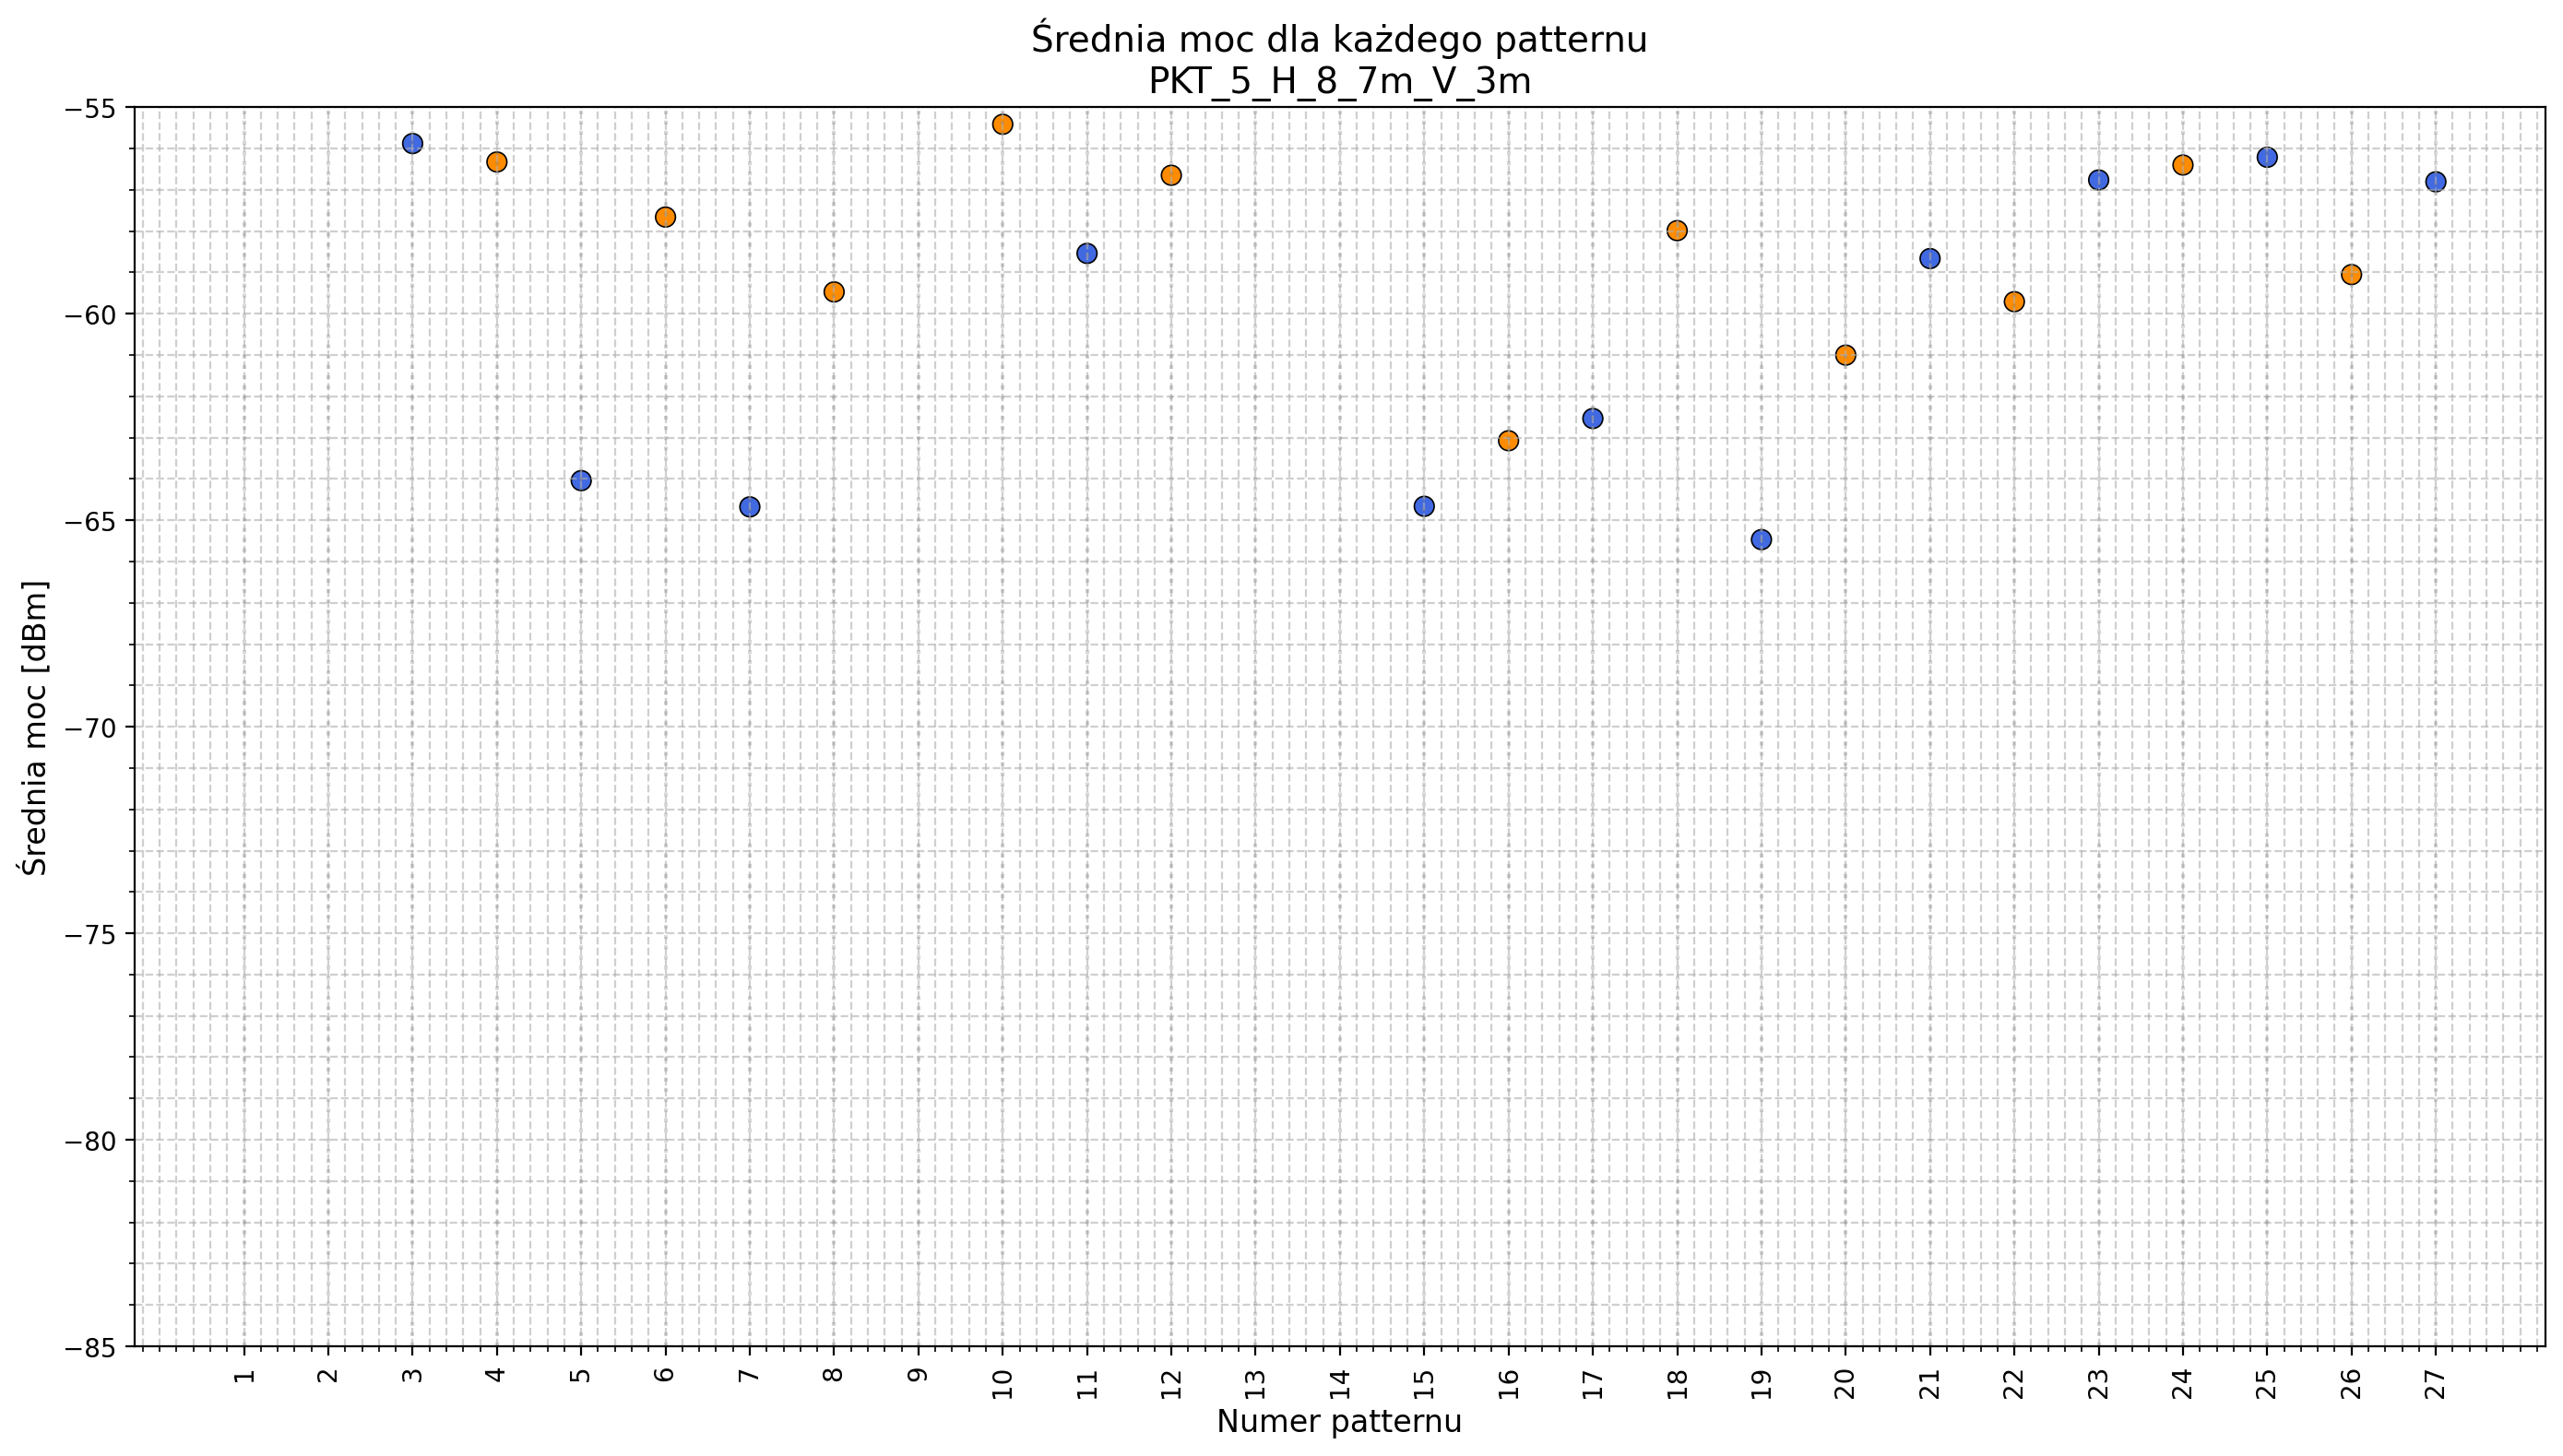 Średnia moc dla każdego patternu
PKT_5_H_8_7m_V_3m
Średnia moc [dBm]
−55
−60
−65
−70
−75
−80
−85
1 2 3 4 5 6 7 8 9 10 11 12 13 14 15 16 17 18 19 20 21 22 23 24 25 26 27
Numer patternu